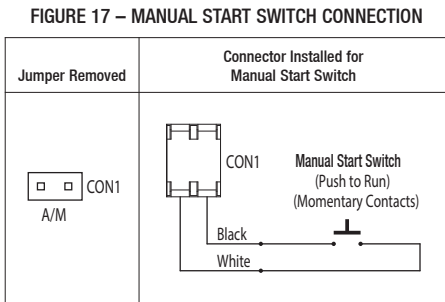 FIGURE 17 – MANUAL START SWITCH CONNECTION
Jumper Removed
Connector Installed for
Manual Start Switch
CON1
A/M
CON1
Manual Start Switch
(Push to Run)
(Momentary Contacts)
Black
White